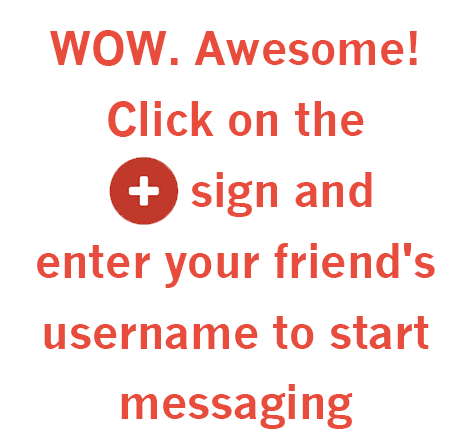 WOW. Awesome!
Click on the
+ sign and
enter your friend's
username to start
messaging